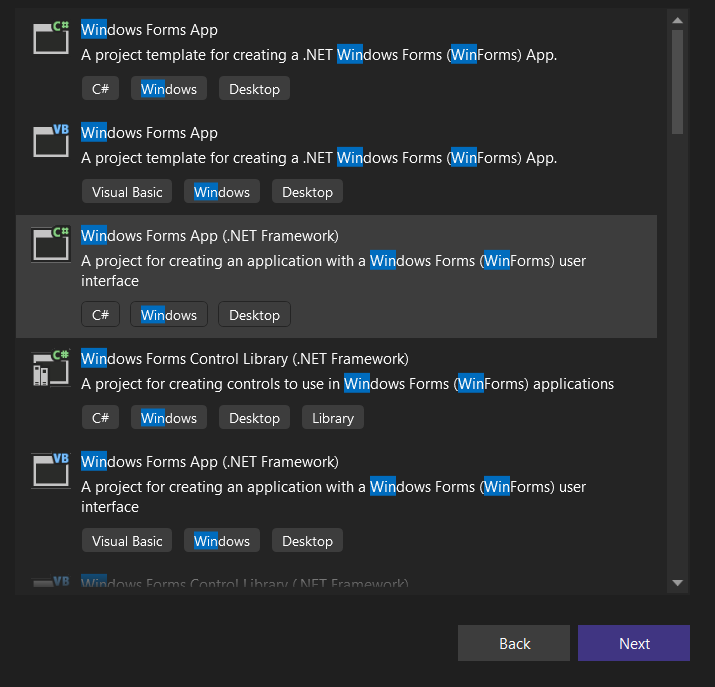 C#
Windows Forms App
A project template for creating a .NET Windows Forms (WinForms) App.
C# Windows Desktop
VB
Windows Forms App
A project template for creating a .NET Windows Forms (WinForms) App.
Visual Basic Windows Desktop
C#
Windows Forms App (.NET Framework)
A project for creating an application with a Windows Forms (WinForms) user
interface
C# Windows Desktop
C#
Windows Forms Control Library (.NET Framework)
A project for creating controls to use in Windows Forms (WinForms) applications
C# Windows Desktop Library
VB
Windows Forms App (.NET Framework)
A project for creating an application with a Windows Forms (WinForms) user
interface
Visual Basic Windows Desktop
VB
Windows Forms Control Library (.NET Framework)
Back Next